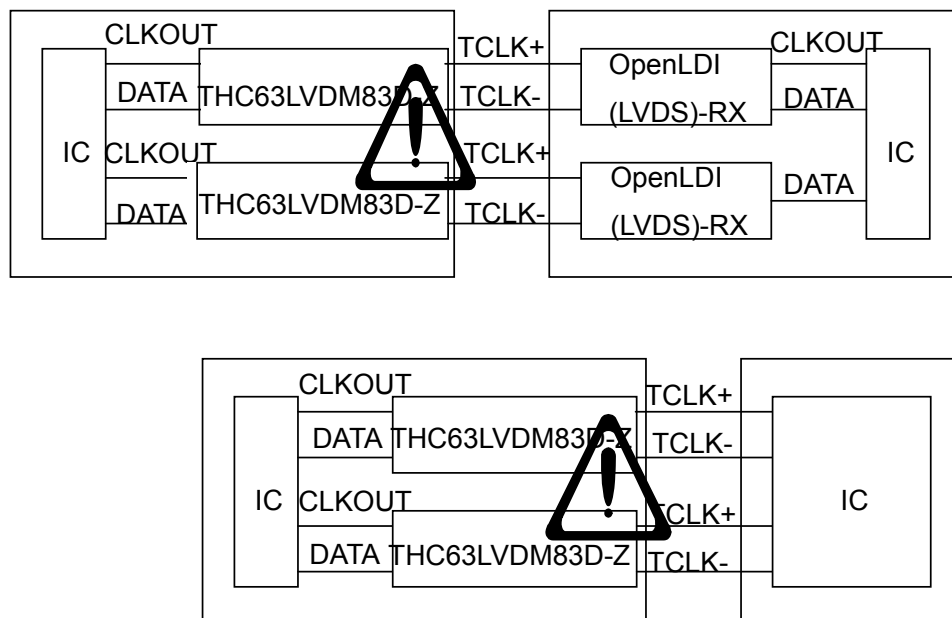 CLKOUT
TCLK+
CLKOUT
OpenLDI
DATA
THC63LVDM83D-Z
TCLK-
(LVDS)-RX
DATA
IC
IC
CLKOUT
TCLK+
OpenLDI
DATA
THC63LVDM83D-Z
DATA
TCLK-
(LVDS)-RX
CLKOUT
TCLK+
DATA
THC63LVDM83D-Z
TCLK-
IC
CLKOUT
TCLK+
IC
DATA
THC63LVDM83D-Z
TCLK-